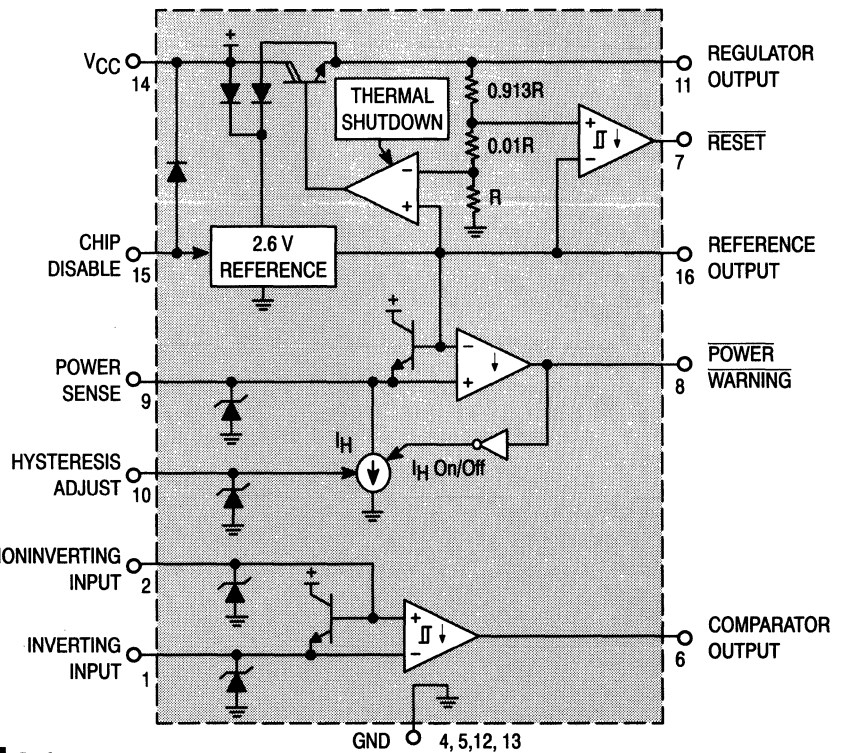 VCC
14
+
REGULATOR
OUTPUT
11
THERMAL
SHUTDOWN
0.913R
0.01R
R
+
−
RESET
7
−
+
CHIP
DISABLE
15
2.6 V
REFERENCE
REFERENCE
OUTPUT
16
+
−
+
POWER
WARNING
8
POWER
SENSE
9
IH
IH On/Off
HYSTERESIS
ADJUST
10
ONINVERTING
INPUT
2
+
+
−
INVERTING
INPUT
1
COMPARATOR
OUTPUT
6
GND
4, 5,12, 13